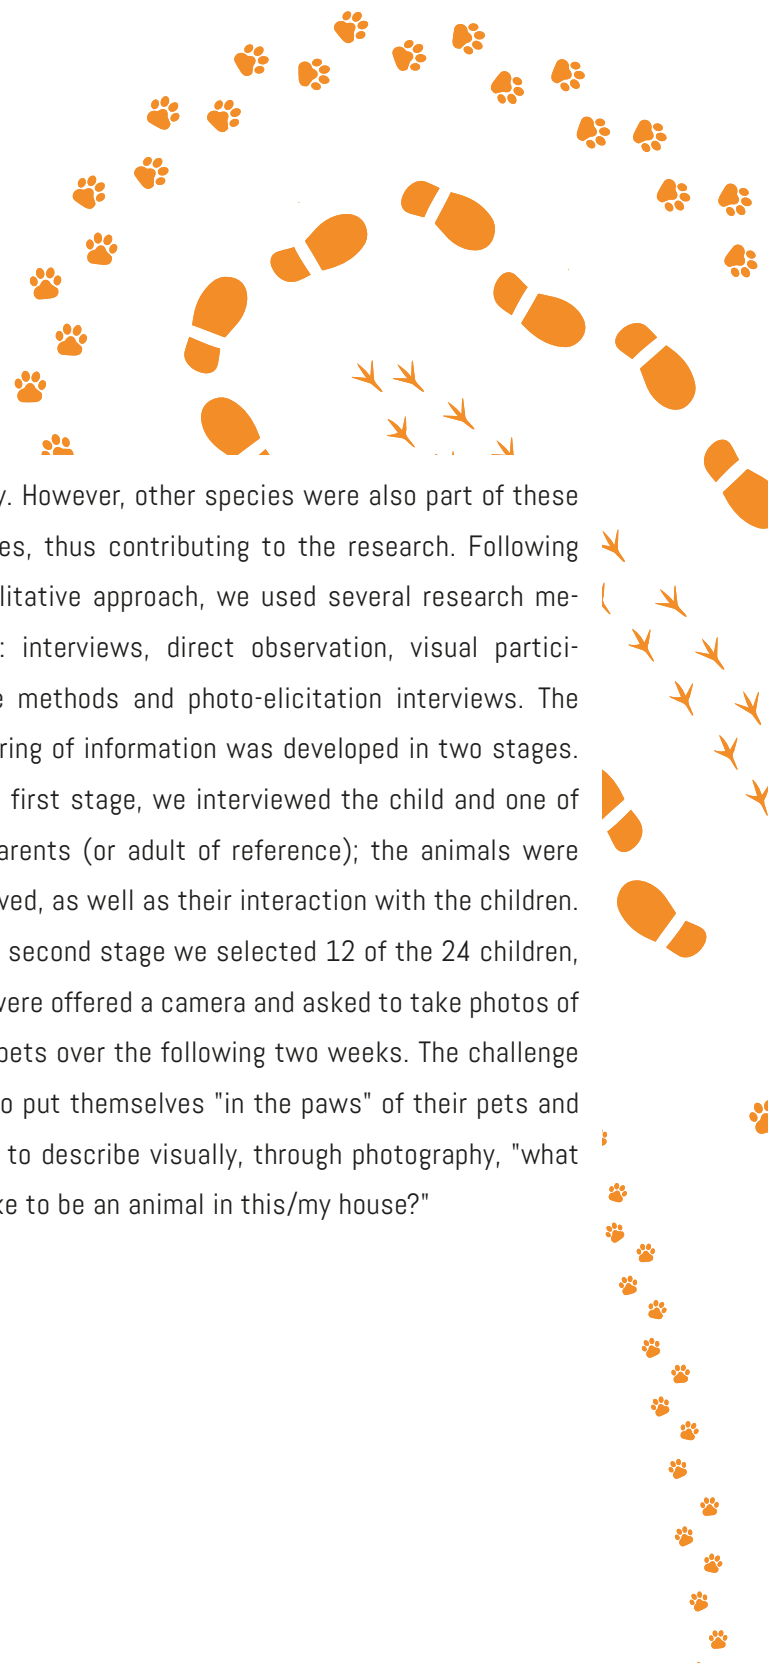 y. However, other species were also part of these
es, thus contributing to the research. Following
litative approach, we used several research me-
: interviews, direct observation, visual partici-
e methods and photo-elicitation interviews. The
ring of information was developed in two stages.
first stage, we interviewed the child and one of
arents (or adult of reference); the animals were
ved, as well as their interaction with the children.
second stage we selected 12 of the 24 children,
were offered a camera and asked to take photos of
pets over the following two weeks. The challenge
o put themselves "in the paws" of their pets and
to describe visually, through photography, "what
ke to be an animal in this/my house?"